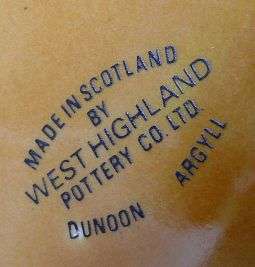 MADE IN SCOTLAND
BY
WEST HIGHLAND
POTTERY CO. LTD.
DUNOON ARGYLL